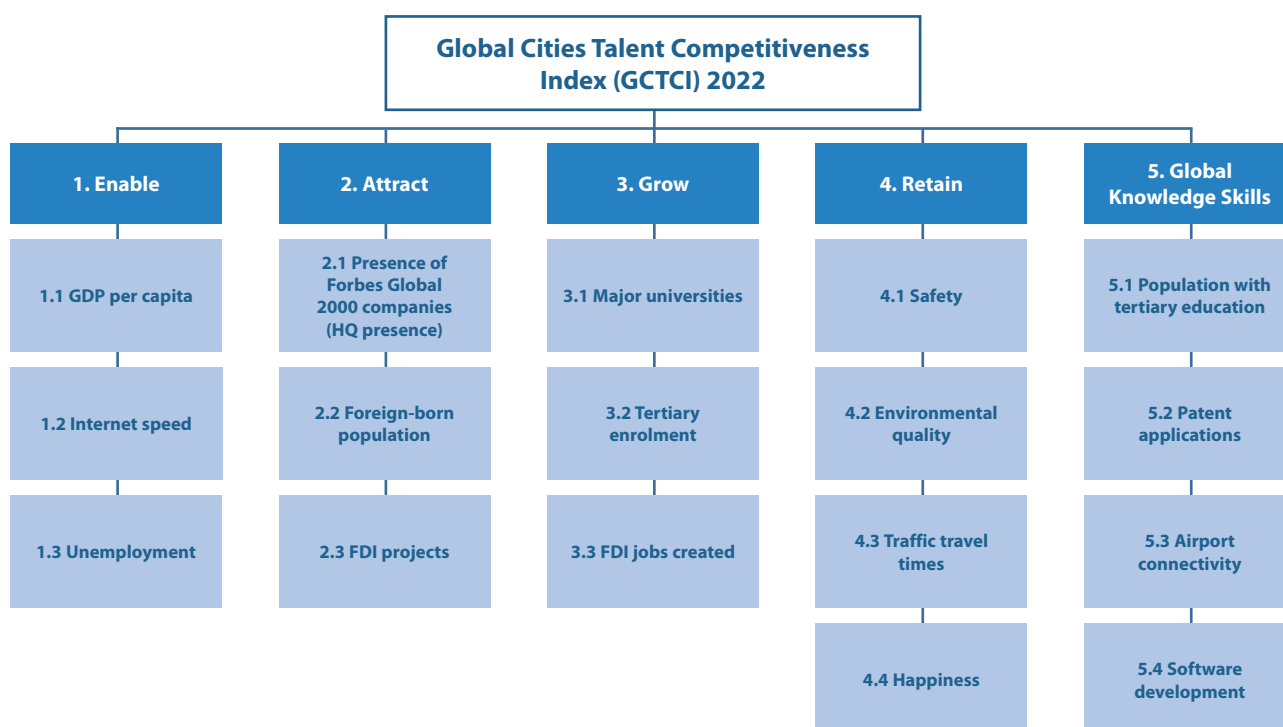 Global Cities Talent Competitiveness
Index (GCTCI) 2022
1. Enable
2. Attract
3. Grow
4. Retain
5. Global
Knowledge Skills
1.1 GDP per capita
2.1 Presence of
Forbes Global
2000 companies
(HQ presence)
3.1 Major universities
4.1 Safety
5.1 Population with
tertiary education
1.2 Internet speed
2.2 Foreign-born
population
3.2 Tertiary
enrolment
4.2 Environmental
quality
5.2 Patent
applications
1.3 Unemployment
2.3 FDI projects
3.3 FDI jobs created
4.3 Traffic travel
times
5.3 Airport
connectivity
4.4 Happiness
5.4 Software
development